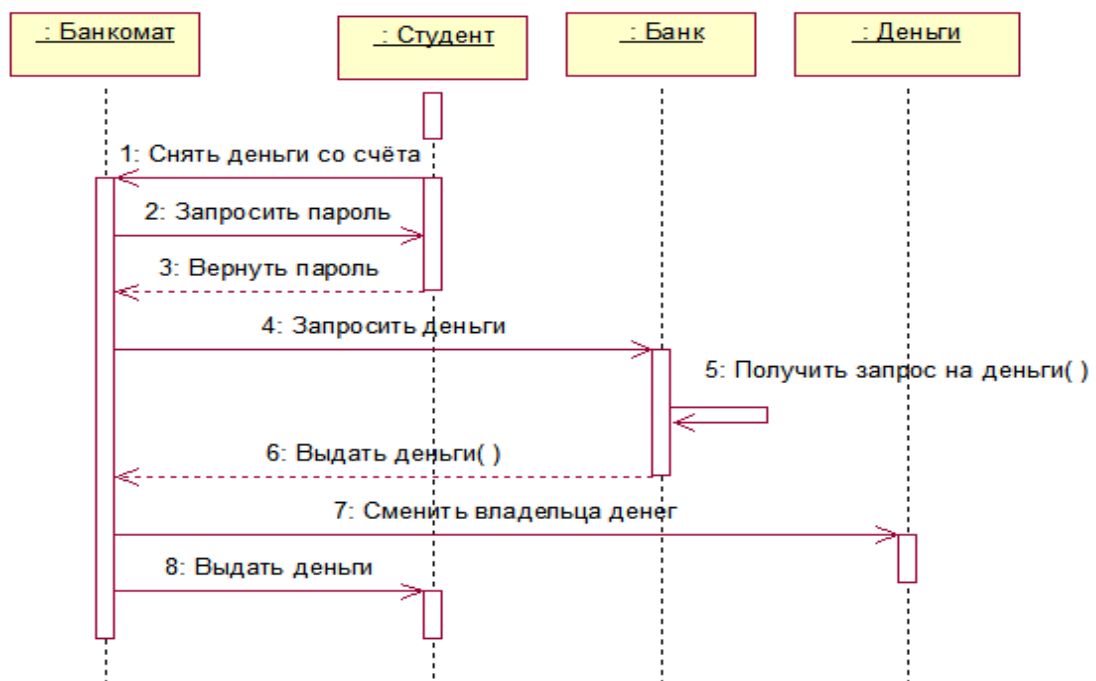 : Банкомат
: Студент
: Банк
: Деньги
1: Снять деньги со счёта
2: Запросить пароль
3: Вернуть пароль
4: Запросить деньги
5: Получить запрос на деньги( )
6: Выдать деньги( )
7: Сменить владельца денег
8: Выдать деньги